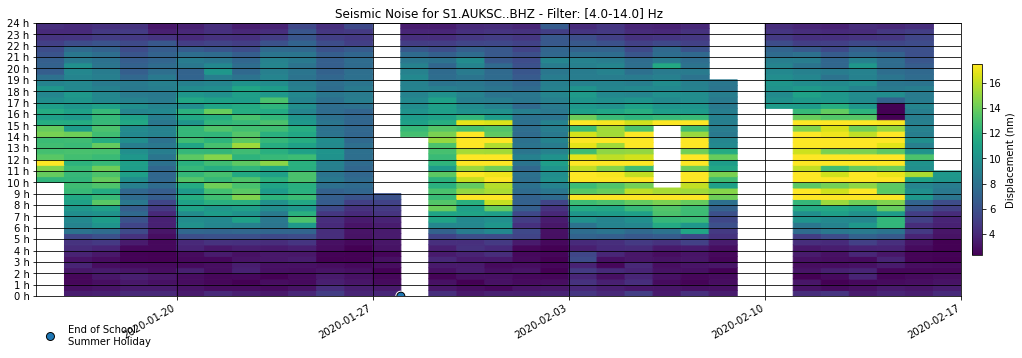 Seismic Noise for S1.AUKSC..BHZ - Filter: [4.0-14.0] Hz
24 h
23 h
22 h
21 h
20 h
19 h
18 h
17 h
16 h
15 h
14 h
13 h
12 h
11 h
10 h
9 h
8 h
7 h
6 h
5 h
4 h
3 h
2 h
1 h
0 h
2020-01-20
2020-01-27
2020-02-03
2020-02-10
2020-02-17
16
14
12
10
8
6
4
Displacement (nm)
End of School
Summer Holiday